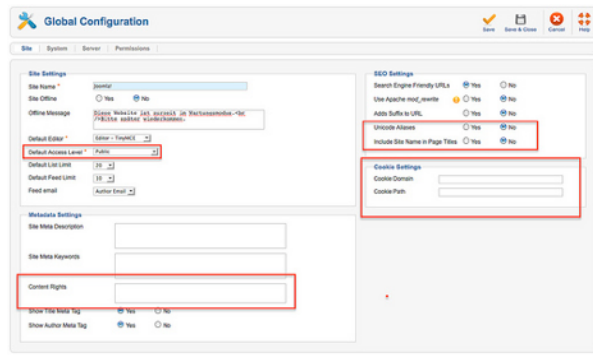 Global Configuration
Save
Save & Close
Cancel
Help
Site
System
Server
Permissions
Site Settings
Site Name *
Joomla!
Site Offline
Yes
No
Offline Message
Diese Website ist zurzeit im Wartungsmodus.<br
/>Bitte später wiederkommen.
Default Editor *
Editor - TinyMCE
Default Access Level *
Public
Default List Limit
20
Default Feed Limit
10
Feed email
Author Email
Metadata Settings
Site Meta Description
Site Meta Keywords
Content Rights
Show Title Meta Tag
Yes
No
Show Author Meta Tag
Yes
No
SEO Settings
Search Engine Friendly URLs
Yes
No
Use Apache mod_rewrite
Yes
No
Adds Suffix to URL
Yes
No
Unicode Aliases
Yes
No
Include Site Name in Page Titles
Yes
No
Cookie Settings
Cookie Domain
Cookie Path